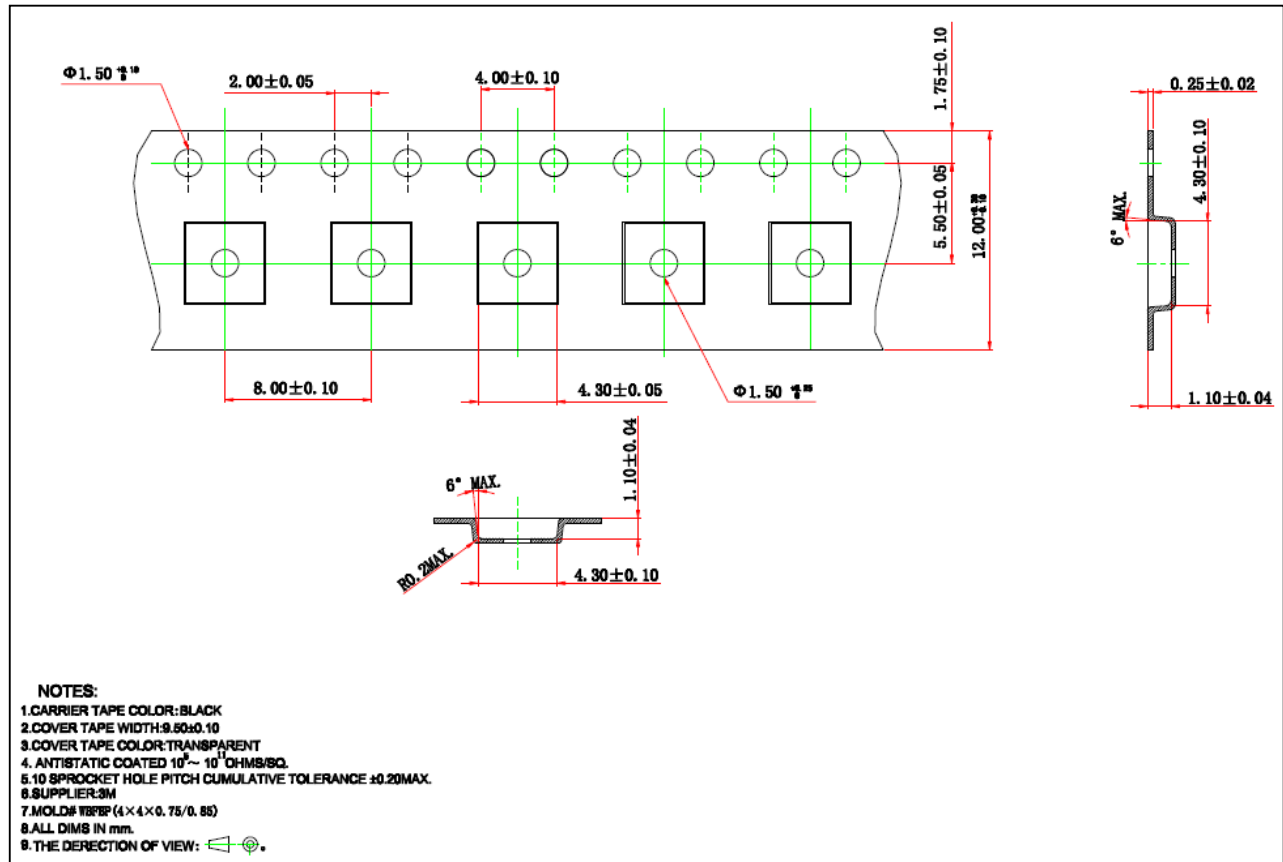 Φ1.50 +0.10 0
2.00±0.05
4.00±0.10
1.75±0.10
5.50±0.05
12.00
8.00±0.10
4.30±0.05
Φ1.50
0.25±0.02
4.30±0.10
6° MAX.
1.10±0.04
6° MAX.
1.10±0.04
R0.2MAX.
4.30±0.10
NOTES:
1.CARRIER TAPE COLOR:BLACK
2.COVER TAPE WIDTH:9.50±0.10
3.COVER TAPE COLOR:TRANSPARENT
4. ANTISTATIC COATED 10 ~ 10¹¹ OHMS/SQ.
5.10 SPROCKET HOLE PITCH CUMULATIVE TOLERANCE ±0.20MAX.
6.SUPPLIER:3M
7.MOLD# (4×4×0.75/0.85)
8.ALL DIMS IN mm.
9.THE DERECTION OF VIEW: